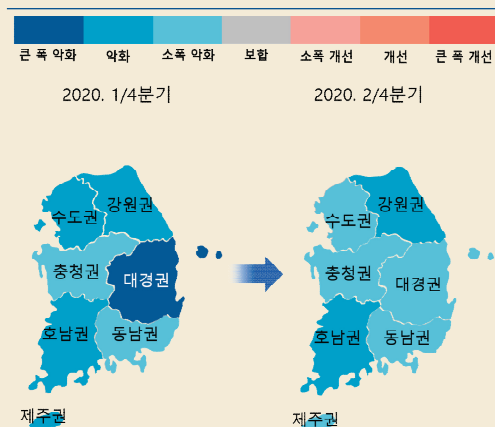 큰 폭 악화 악화 소폭 악화 보합 소폭 개선 개선 큰 폭 개선
2020. 1/4분기 2020. 2/4분기
수도권 강원권
충청권 대경권
호남권 동남권
제주권
수도권 강원권
충청권 대경권
호남권 동남권
제주권